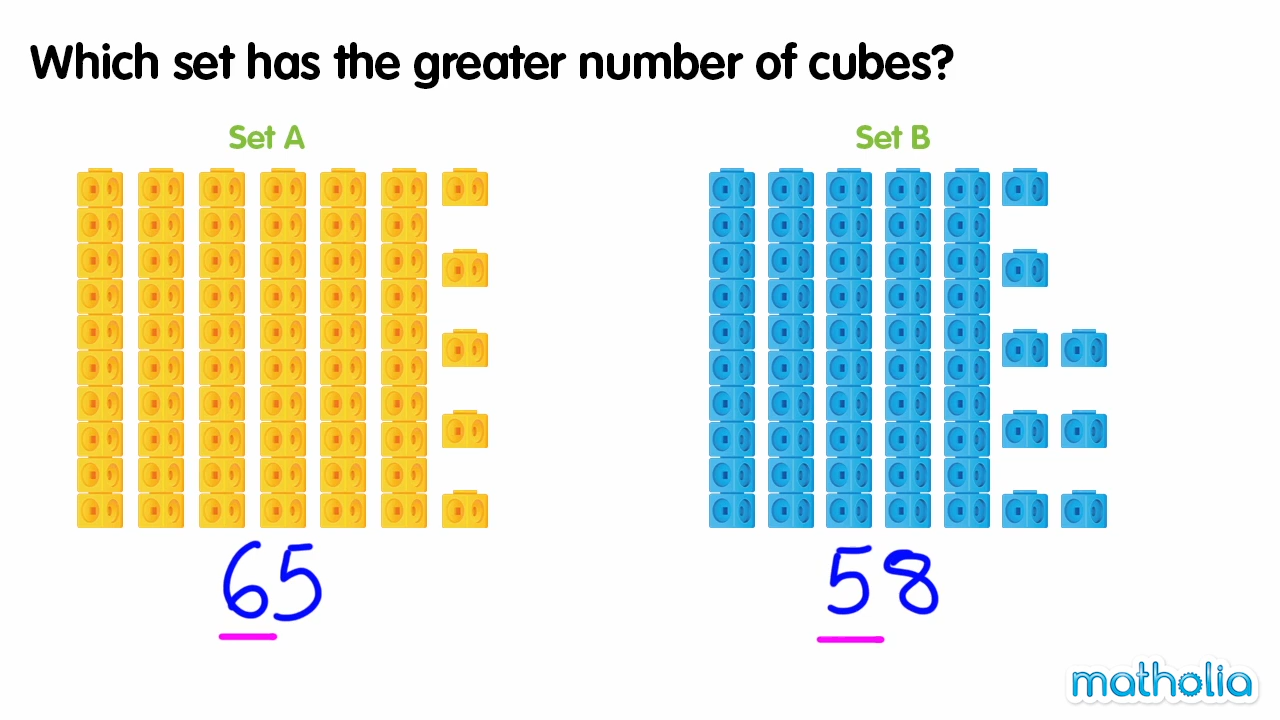 Which set has the greater number of cubes?
Set A
Set B
65
58
matholia